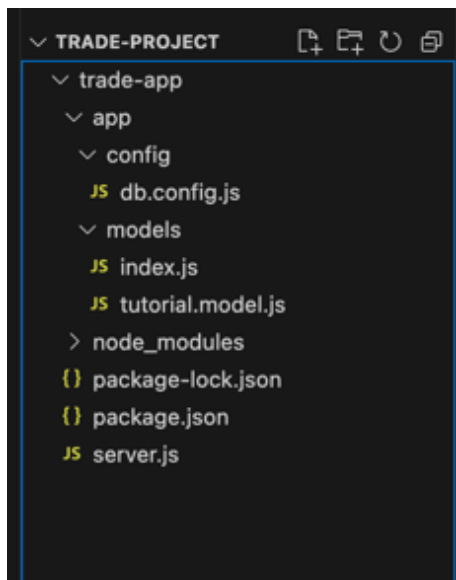 TRADE-PROJECT
trade-app
app
config
JS db.config.js
models
JS index.js
JS tutorial.model.js
node_modules
{} package-lock.json
{} package.json
JS server.js